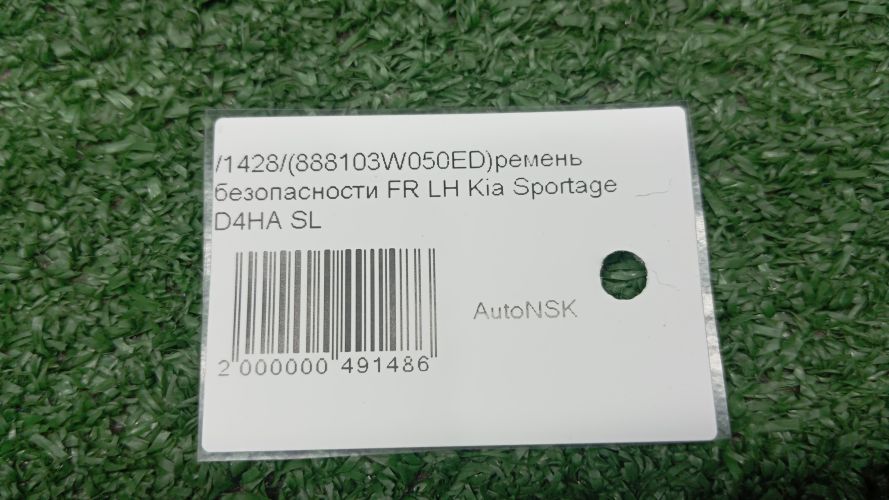 /1428/(888103W050ED)ремень
безопасности FR LH Kia Sportage
D4HA SL
AutoNSK
2 000000 491486